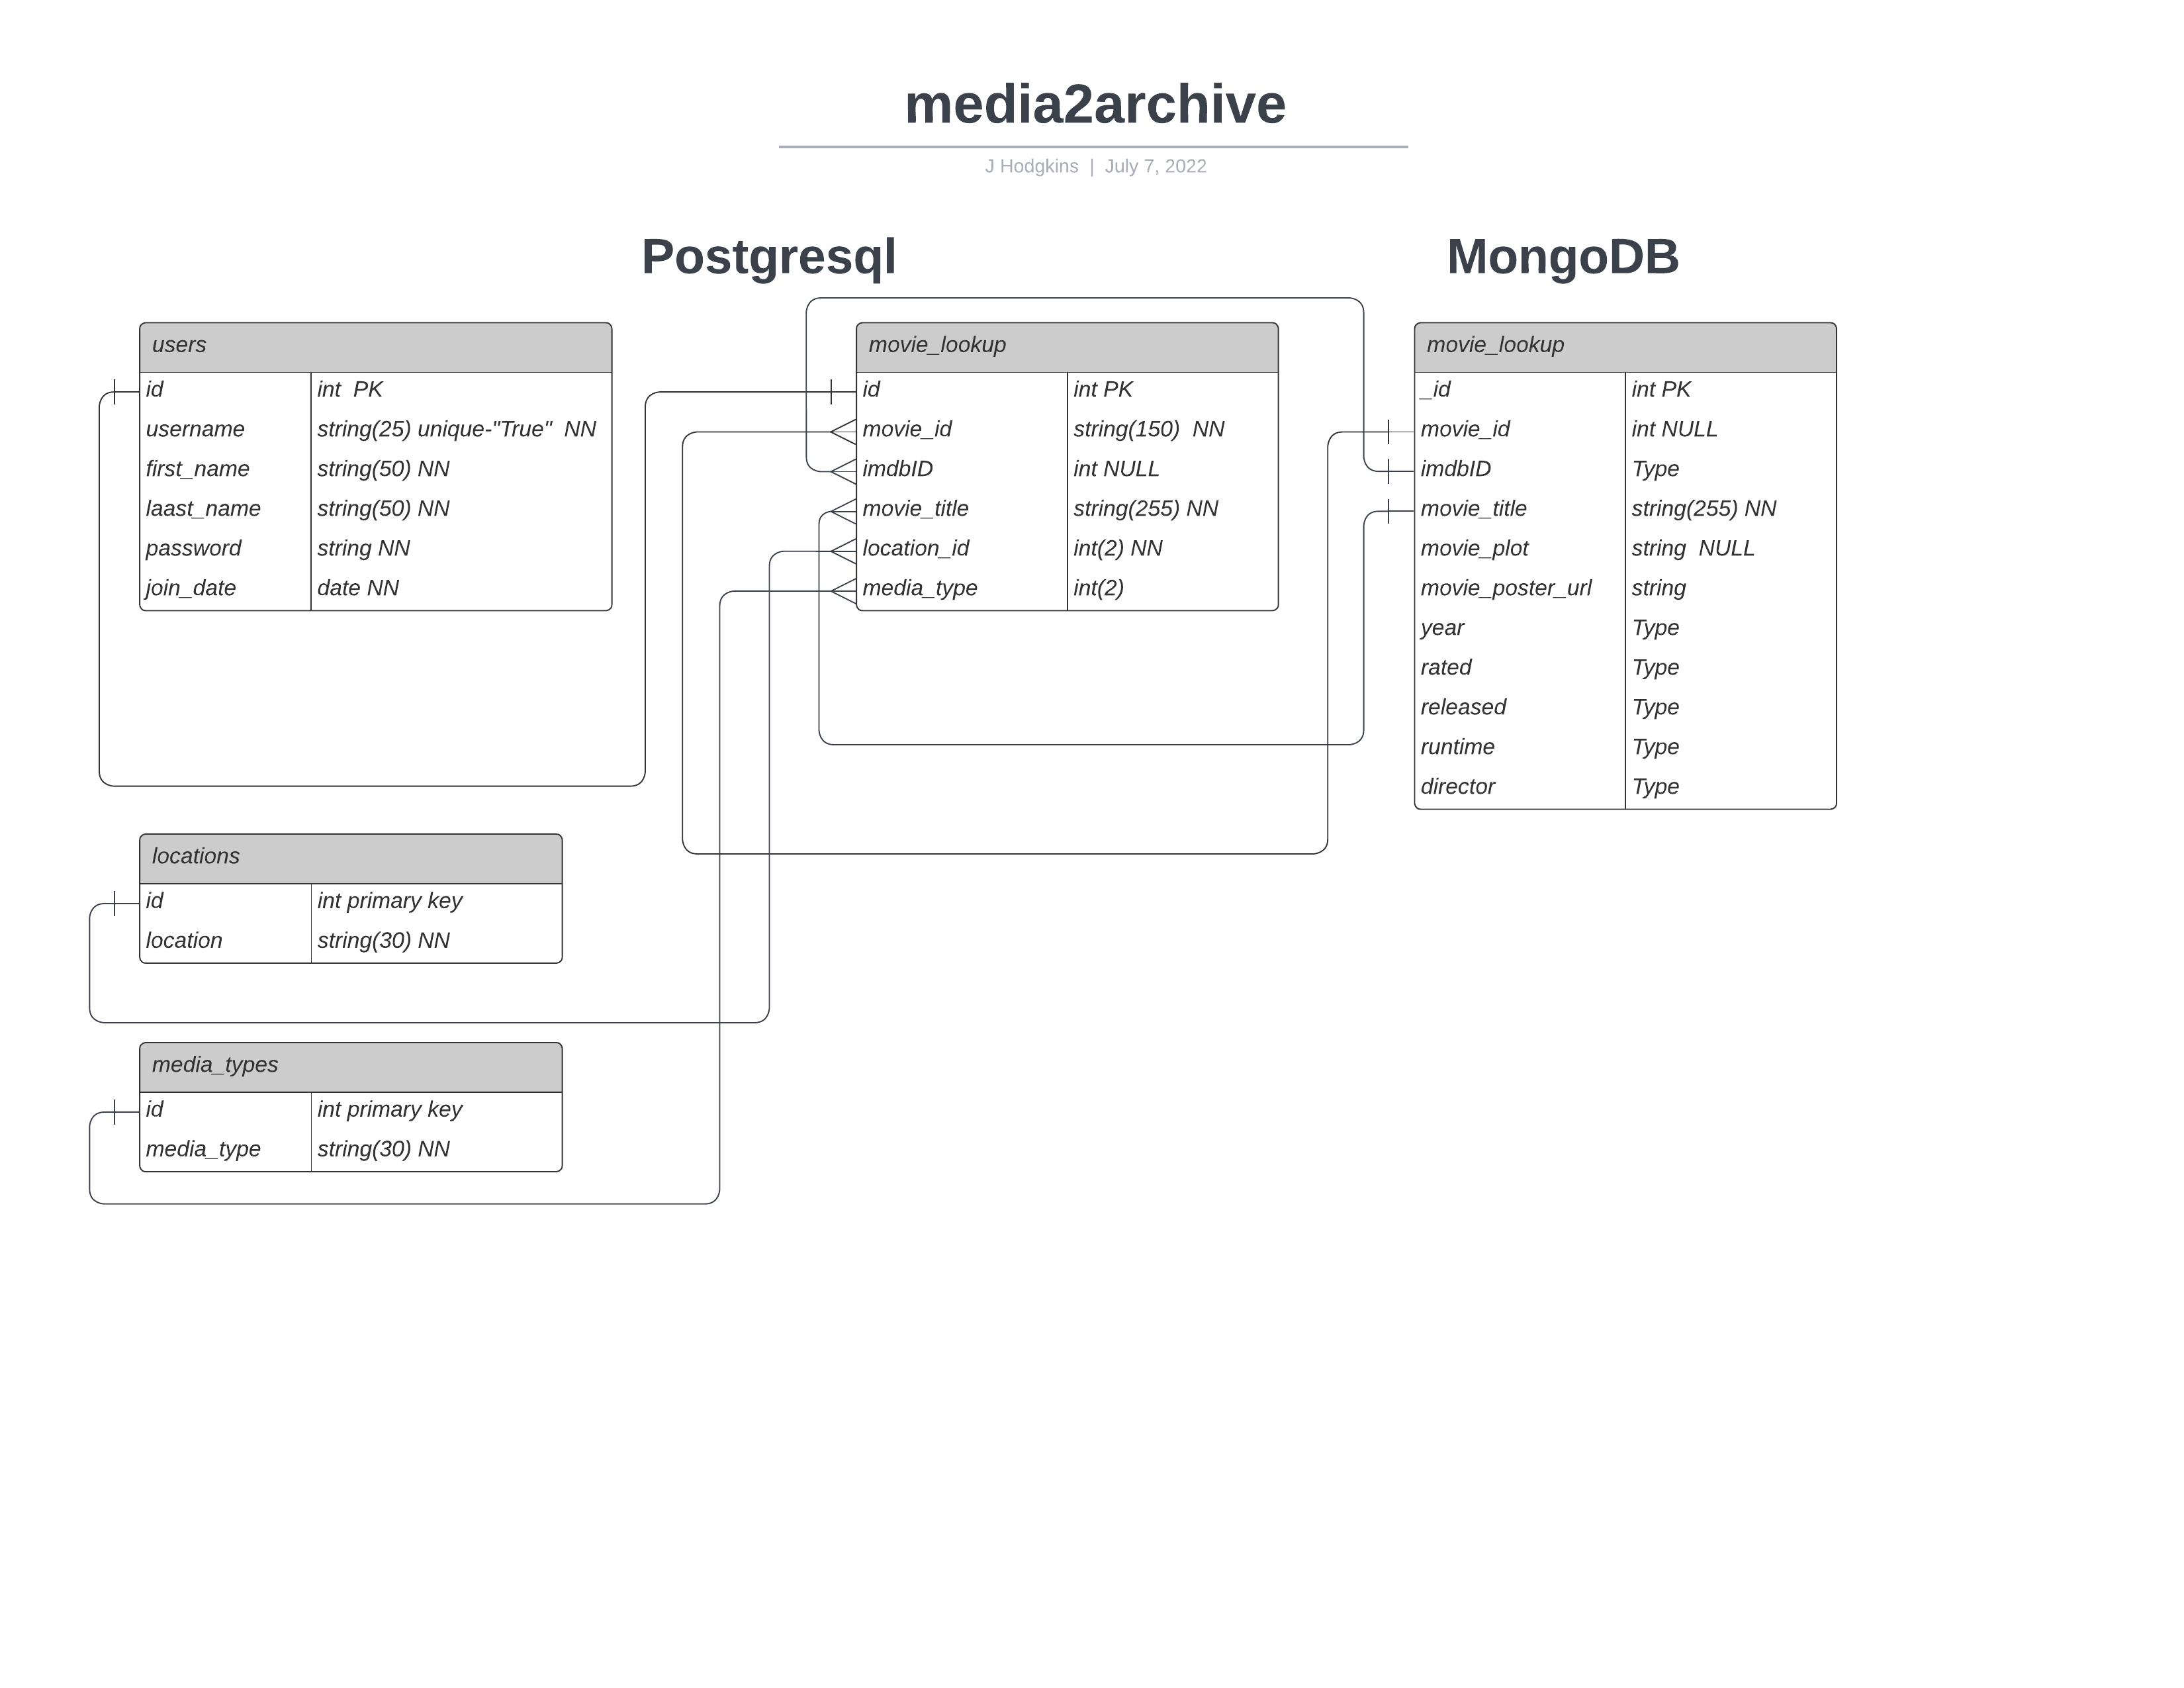 media2archive
J Hodgkins | July 7, 2022
Postgresql
MongoDB
users
id int PK
username string(25) unique-"True" NN
first_name string(50) NN
laast_name string(50) NN
password string NN
join_date date NN
movie_lookup
id int PK
movie_id string(150) NN
imdbID int NULL
movie_title string(255) NN
location_id int(2) NN
media_type int(2)
movie_lookup
_id int PK
movie_id int NULL
imdbID Type
movie_title string(255) NN
movie_plot string NULL
movie_poster_url string
year Type
rated Type
released Type
runtime Type
director Type
locations
id int primary key
location string(30) NN
media_types
id int primary key
media_type string(30) NN